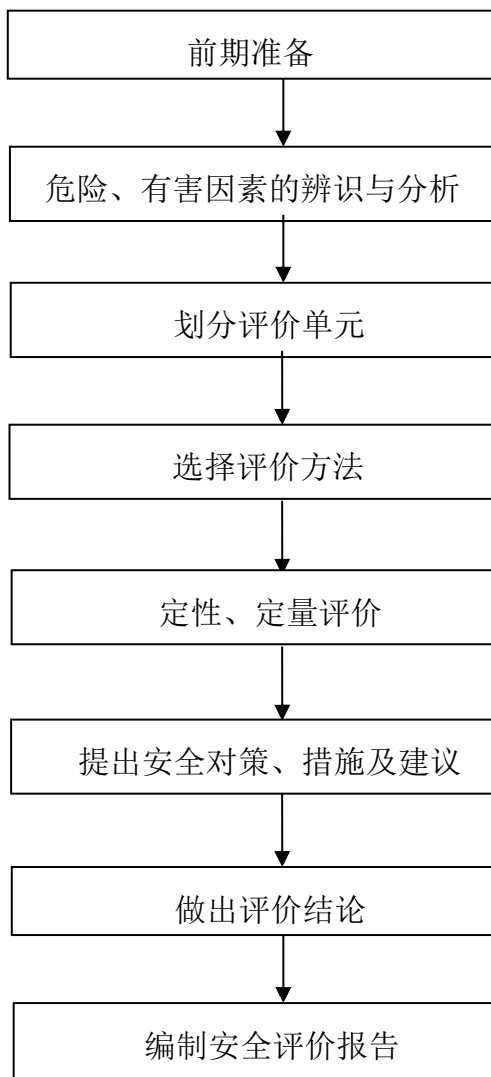 前期准备
危险、有害因素的辨识与分析
划分评价单元
选择评价方法
定性、定量评价
提出安全对策、措施及建议
做出评价结论
编制安全评价报告